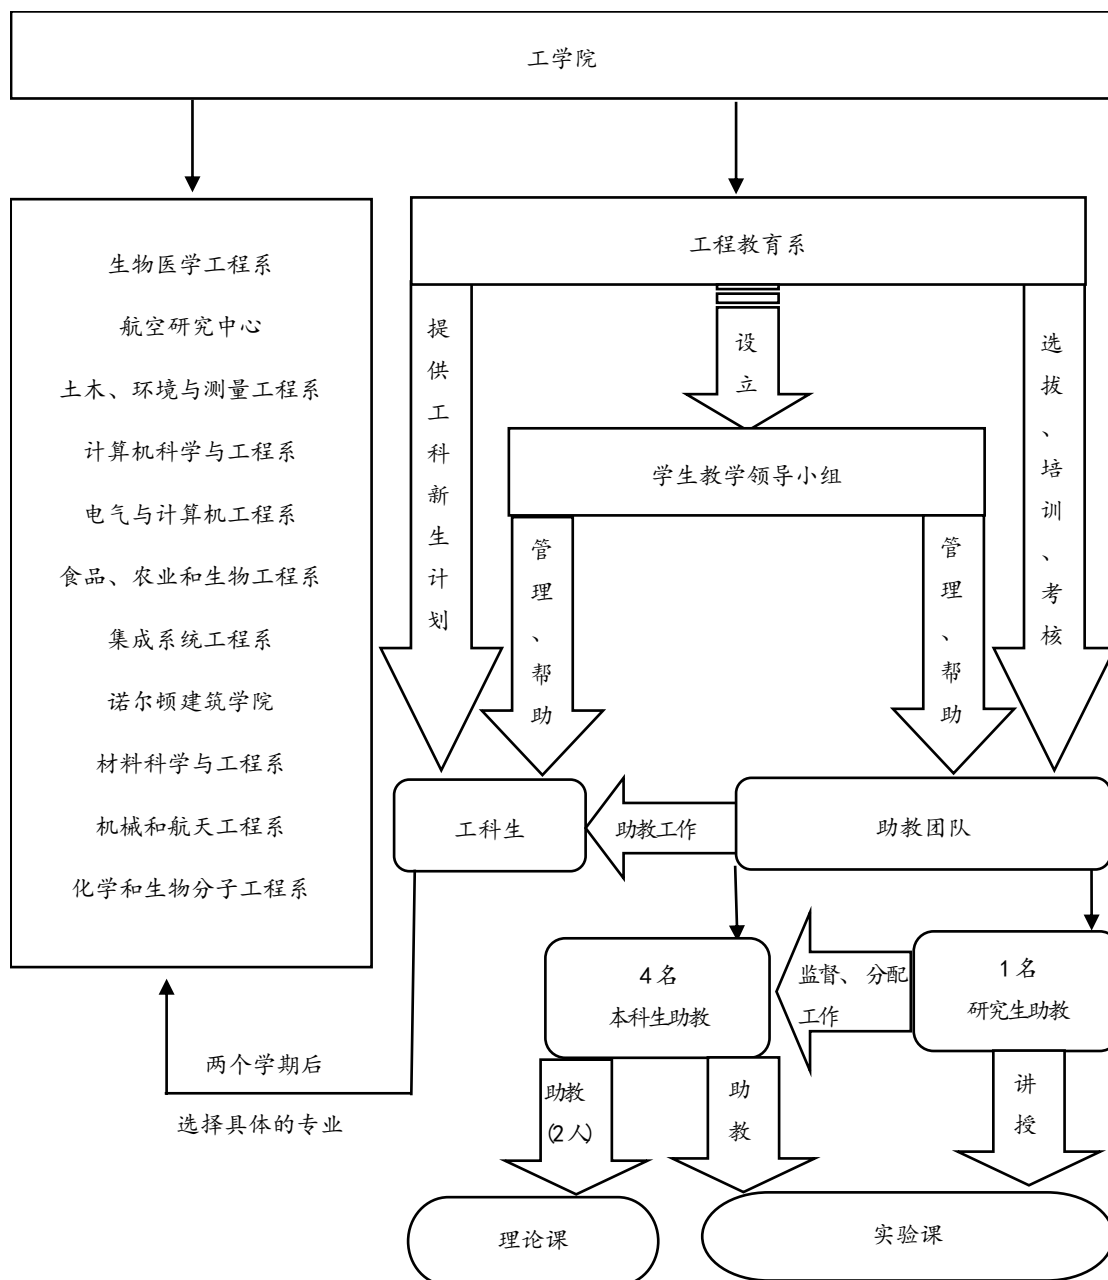 工学院
生物医学工程系
航空研究中心
土木、环境与测量工程系
计算机科学与工程系
电气与计算机工程系
食品、农业和生物工程系
集成系统工程系
诺尔顿建筑学院
材料科学与工程系
机械和航天工程系
化学和生物分子工程系
工程教育系
提供工科新生计划
设立
选拔、培训、考核
学生教学领导小组
管理、帮助
管理、帮助
工科生
助教工作
助教团队
4名
本科生助教
监督、分配
工作
1名
研究生助教
两个学期后
选择具体的专业
助教
(2人)
助教
讲授
理论课
实验课